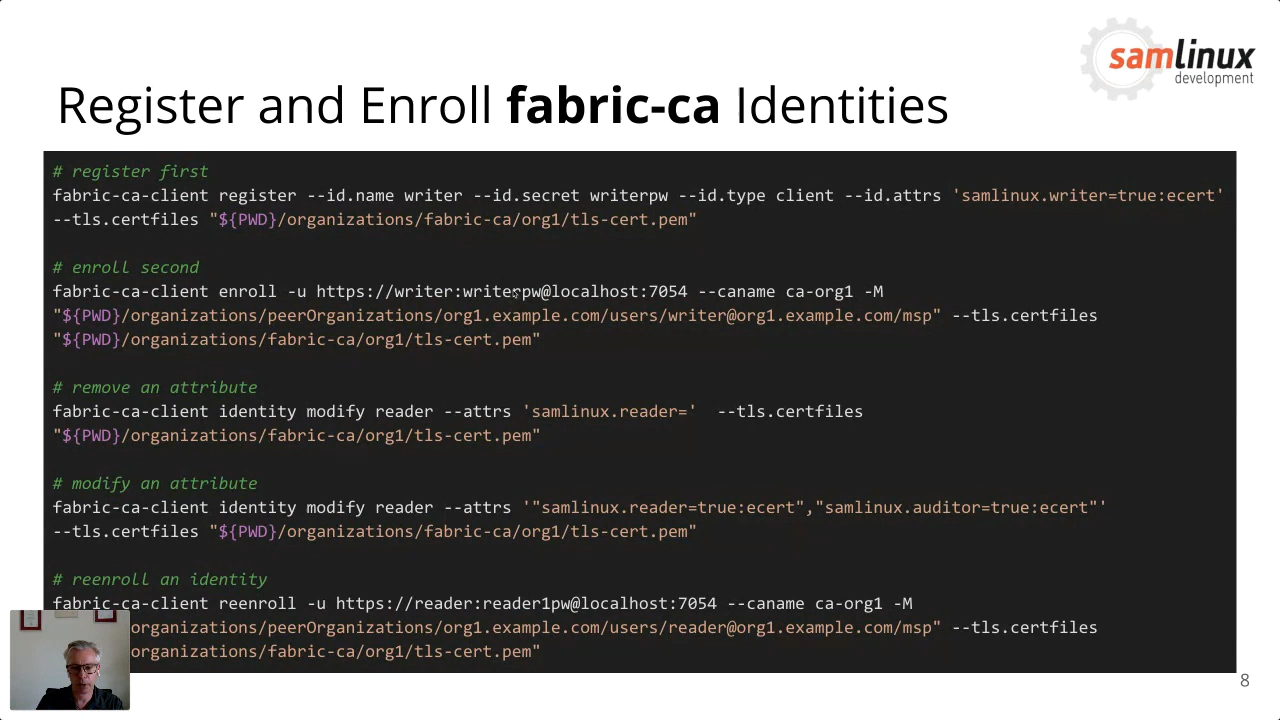 samlinux
development
Register and Enroll fabric-ca Identities
# register first
fabric-ca-client register --id.name writer --id.secret writerpw --id.type client --id.attrs 'samlinux.writer=true:ecert'
--tls.certfiles "${PWD}/organizations/fabric-ca/org1/tls-cert.pem"
# enroll second
fabric-ca-client enroll -u https://writer:writerpw@localhost:7054 --caname ca-org1 -M
"${PWD}/organizations/peerOrganizations/org1.example.com/users/writer@org1.example.com/msp" --tls.certfiles
"${PWD}/organizations/fabric-ca/org1/tls-cert.pem"
# remove an attribute
fabric-ca-client identity modify reader --attrs 'samlinux.reader='  --tls.certfiles
"${PWD}/organizations/fabric-ca/org1/tls-cert.pem"
# modify an attribute
fabric-ca-client identity modify reader --attrs '"samlinux.reader=true:ecert","samlinux.auditor=true:ecert"'
--tls.certfiles "${PWD}/organizations/fabric-ca/org1/tls-cert.pem"
# reenroll an identity
fabric-ca-client reenroll -u https://reader:reader1pw@localhost:7054 --caname ca-org1 -M
organizations/peerOrganizations/org1.example.com/users/reader@org1.example.com/msp" --tls.certfiles
organizations/fabric-ca/org1/tls-cert.pem"
8